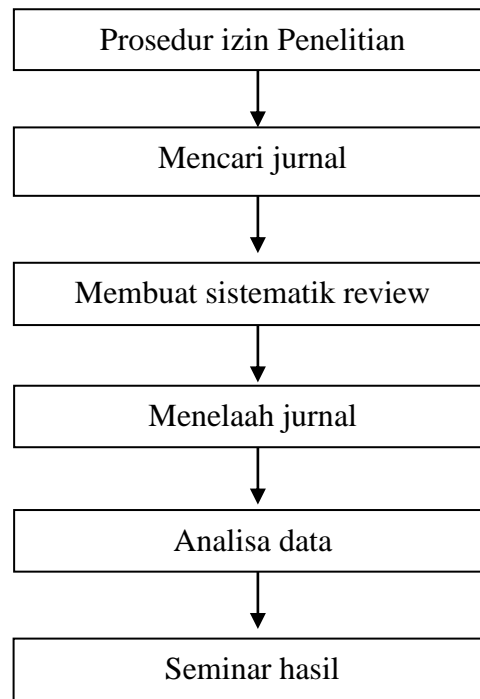 Prosedur izin Penelitian
Mencari jurnal
Membuat sistematik review
Menelaah jurnal
Analisa data
Seminar hasil